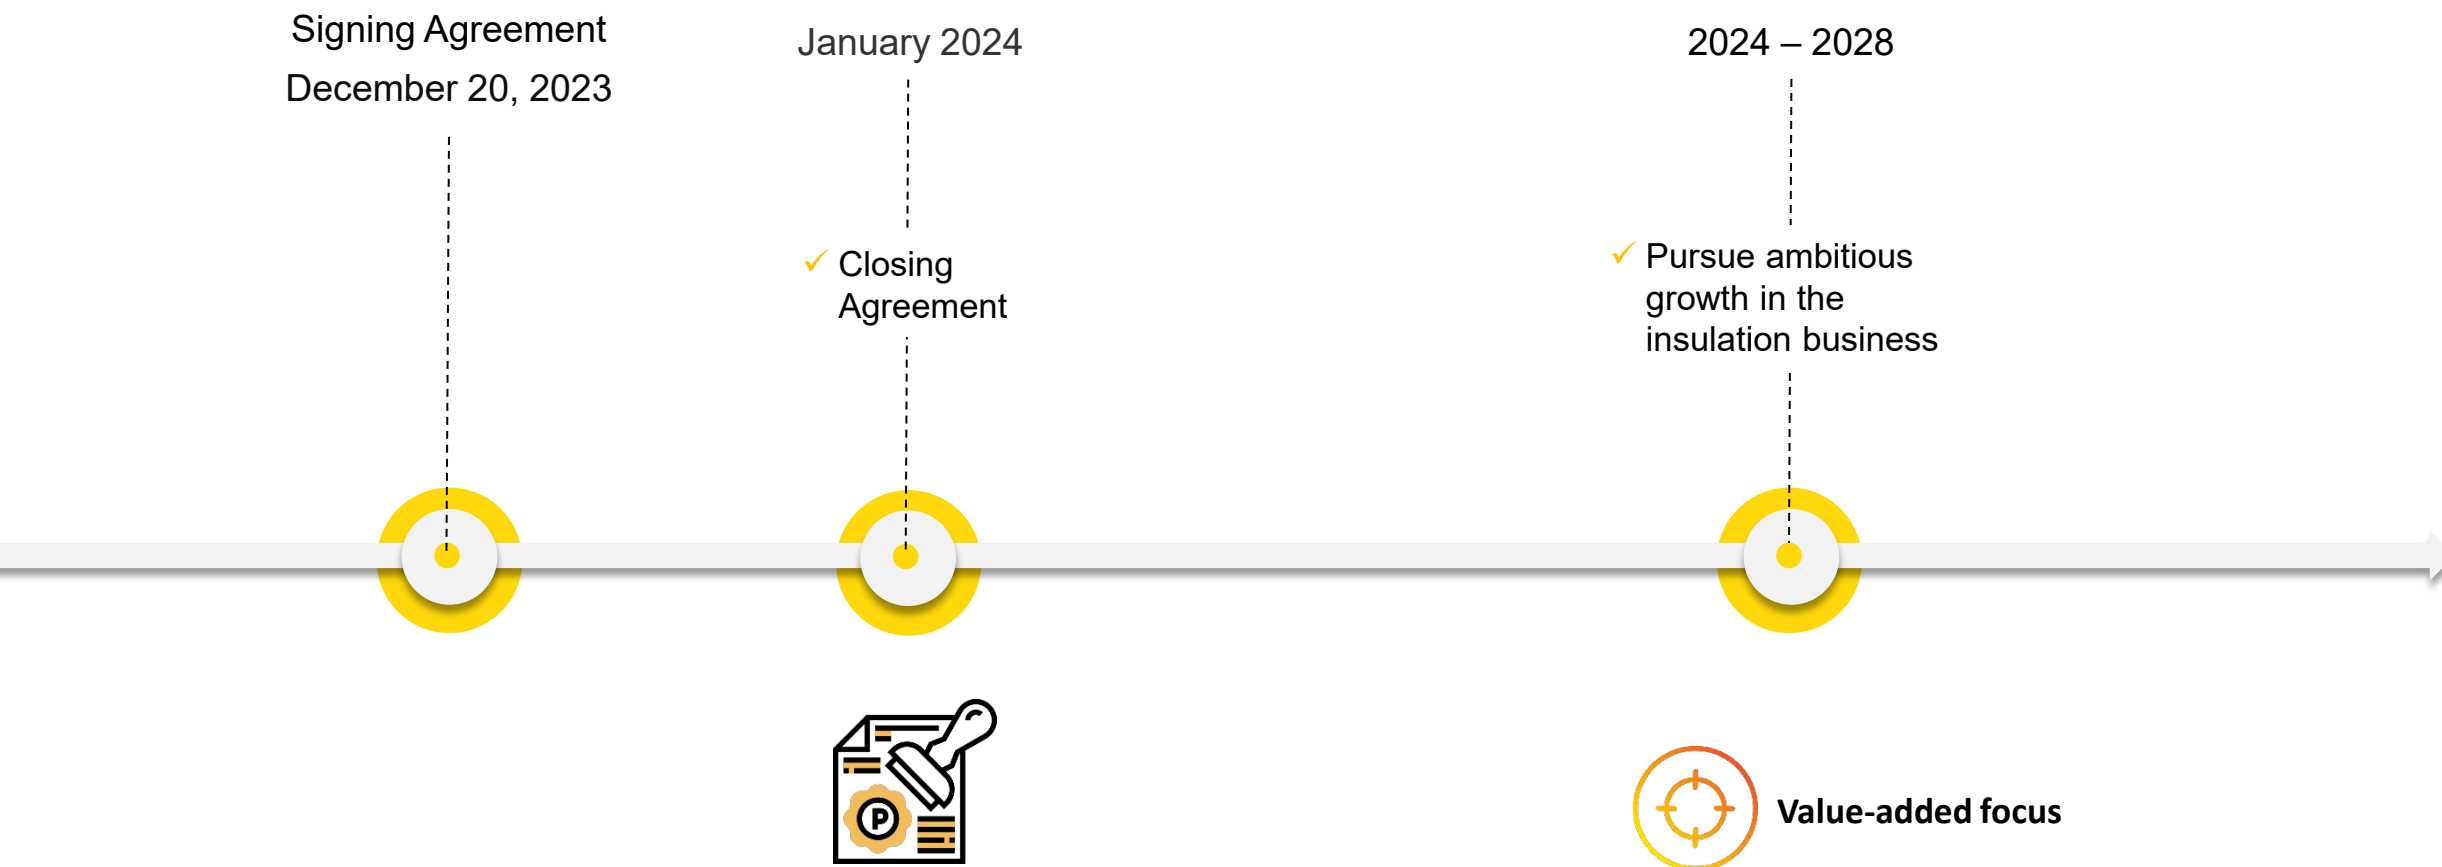 Signing Agreement
December 20, 2023
January 2024
Closing
Agreement
2024 – 2028
Pursue ambitious
growth in the
insulation business
P
Value-added focus